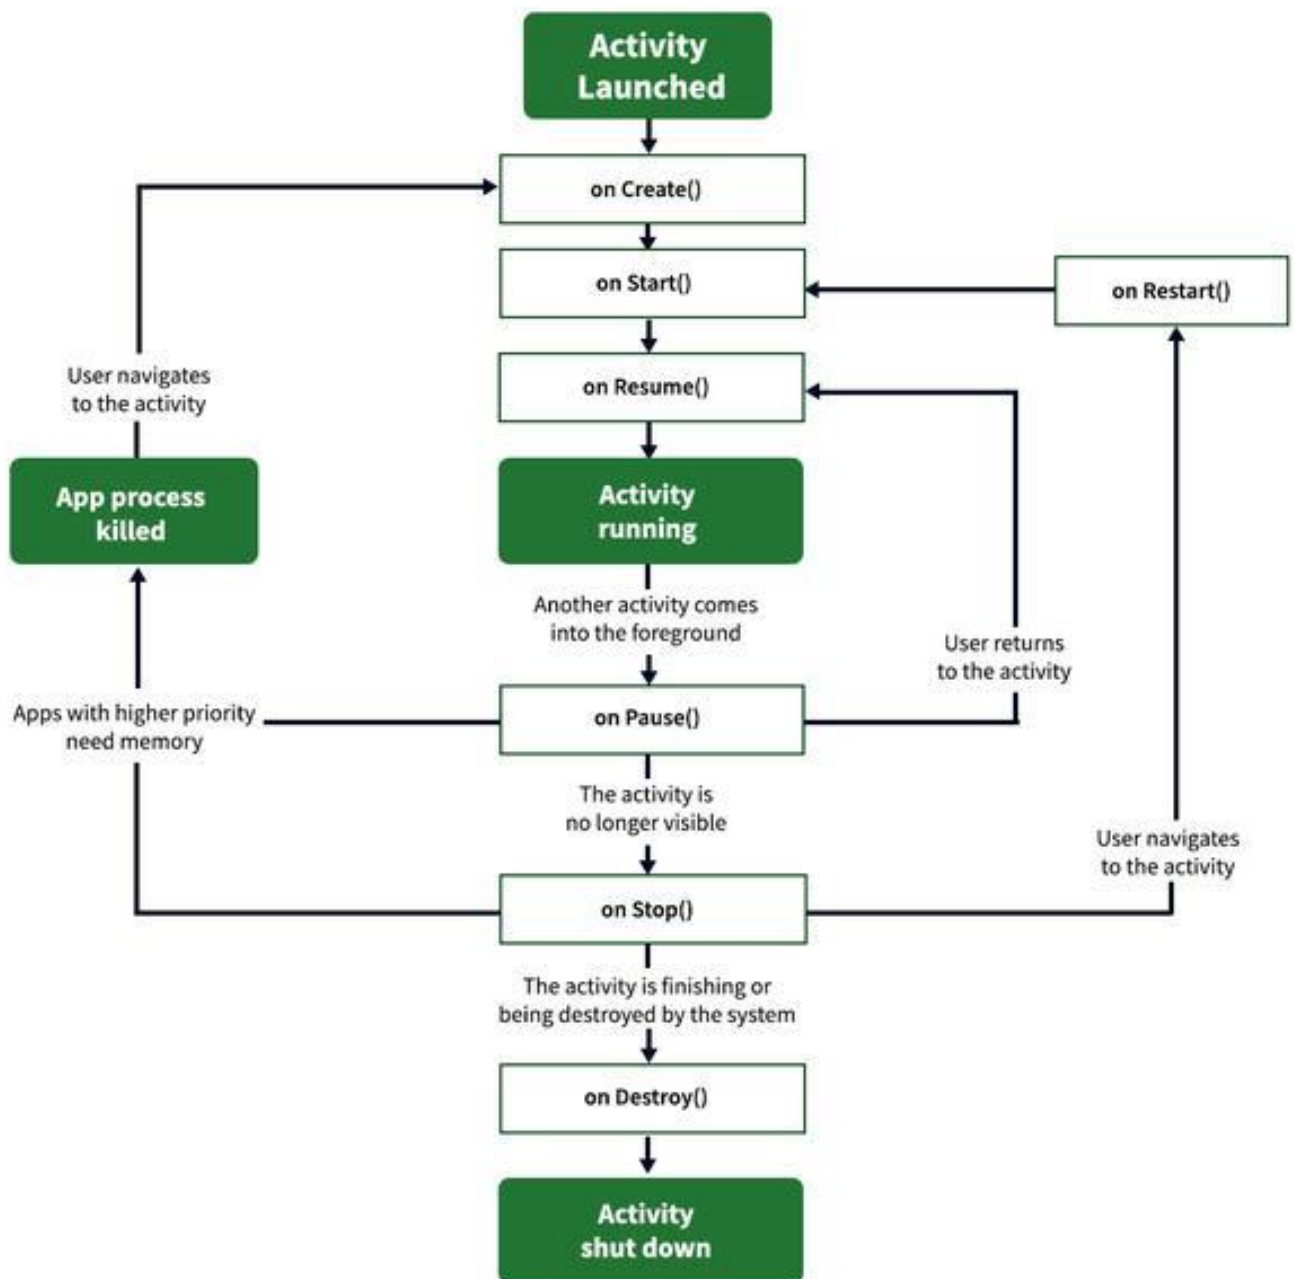 Activity
Launched
on Create()
on Start()
on Restart()
on Resume()
User navigates
to the activity
App process
killed
Activity
running
Another activity comes
into the foreground
User returns
to the activity
on Pause()
Apps with higher priority
need memory
The activity is
no longer visible
User navigates
to the activity
on Stop()
The activity is finishing or
being destroyed by the system
on Destroy()
Activity
shut down